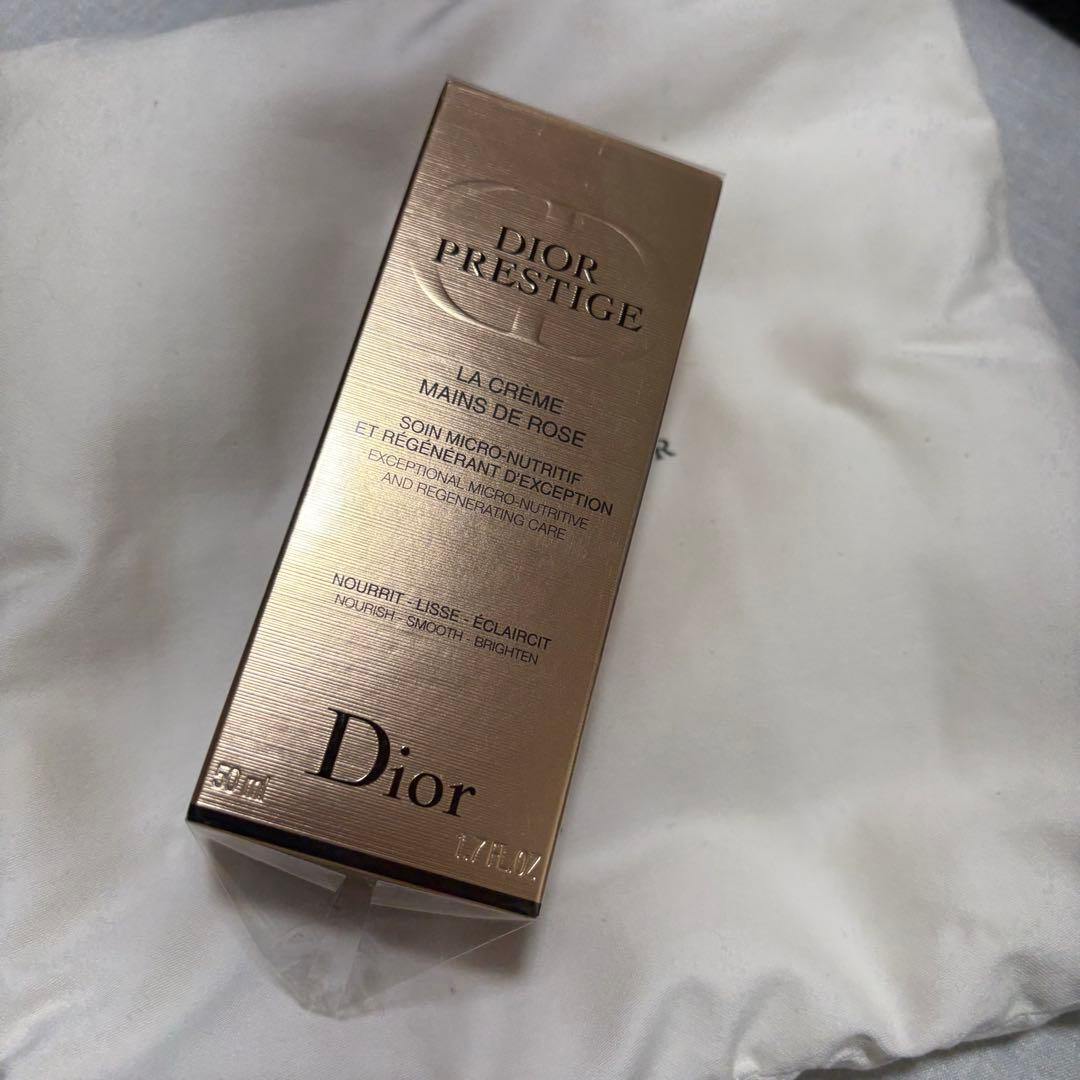 DIOR
PRESTIGE
LA CRÈME
MAINS DE ROSE
SOIN MICRO-NUTRITIF
ET RÉGÉNÉRANT D'EXCEPTION
EXCEPTIONAL MICRO-NUTRITIVE
AND REGENERATING CARE
NOURRIT - LISSE - ÉCLAIRCIT
NOURISH - SMOOTH - BRIGHTEN
Dior
50 ml
1.7 FL.OZ